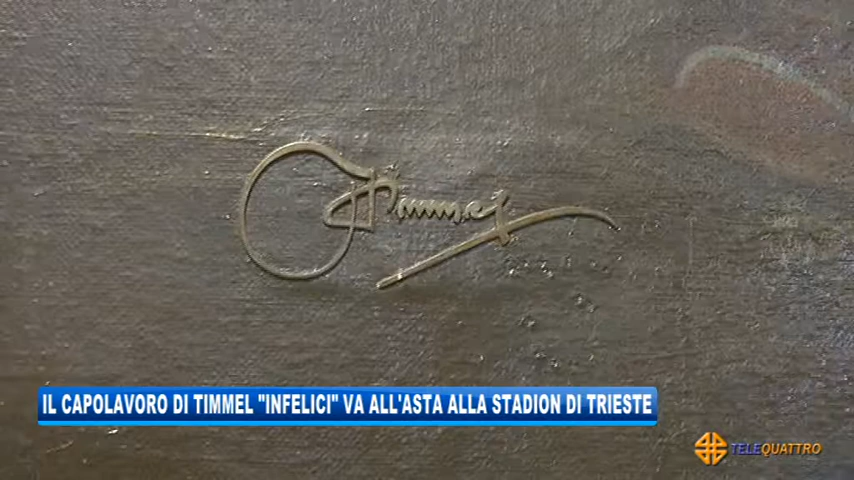 Timmel
IL CAPOLAVORO DI TIMMEL "INFELICI" VA ALL'ASTA ALLA STADION DI TRIESTE
TELEQUATTRO